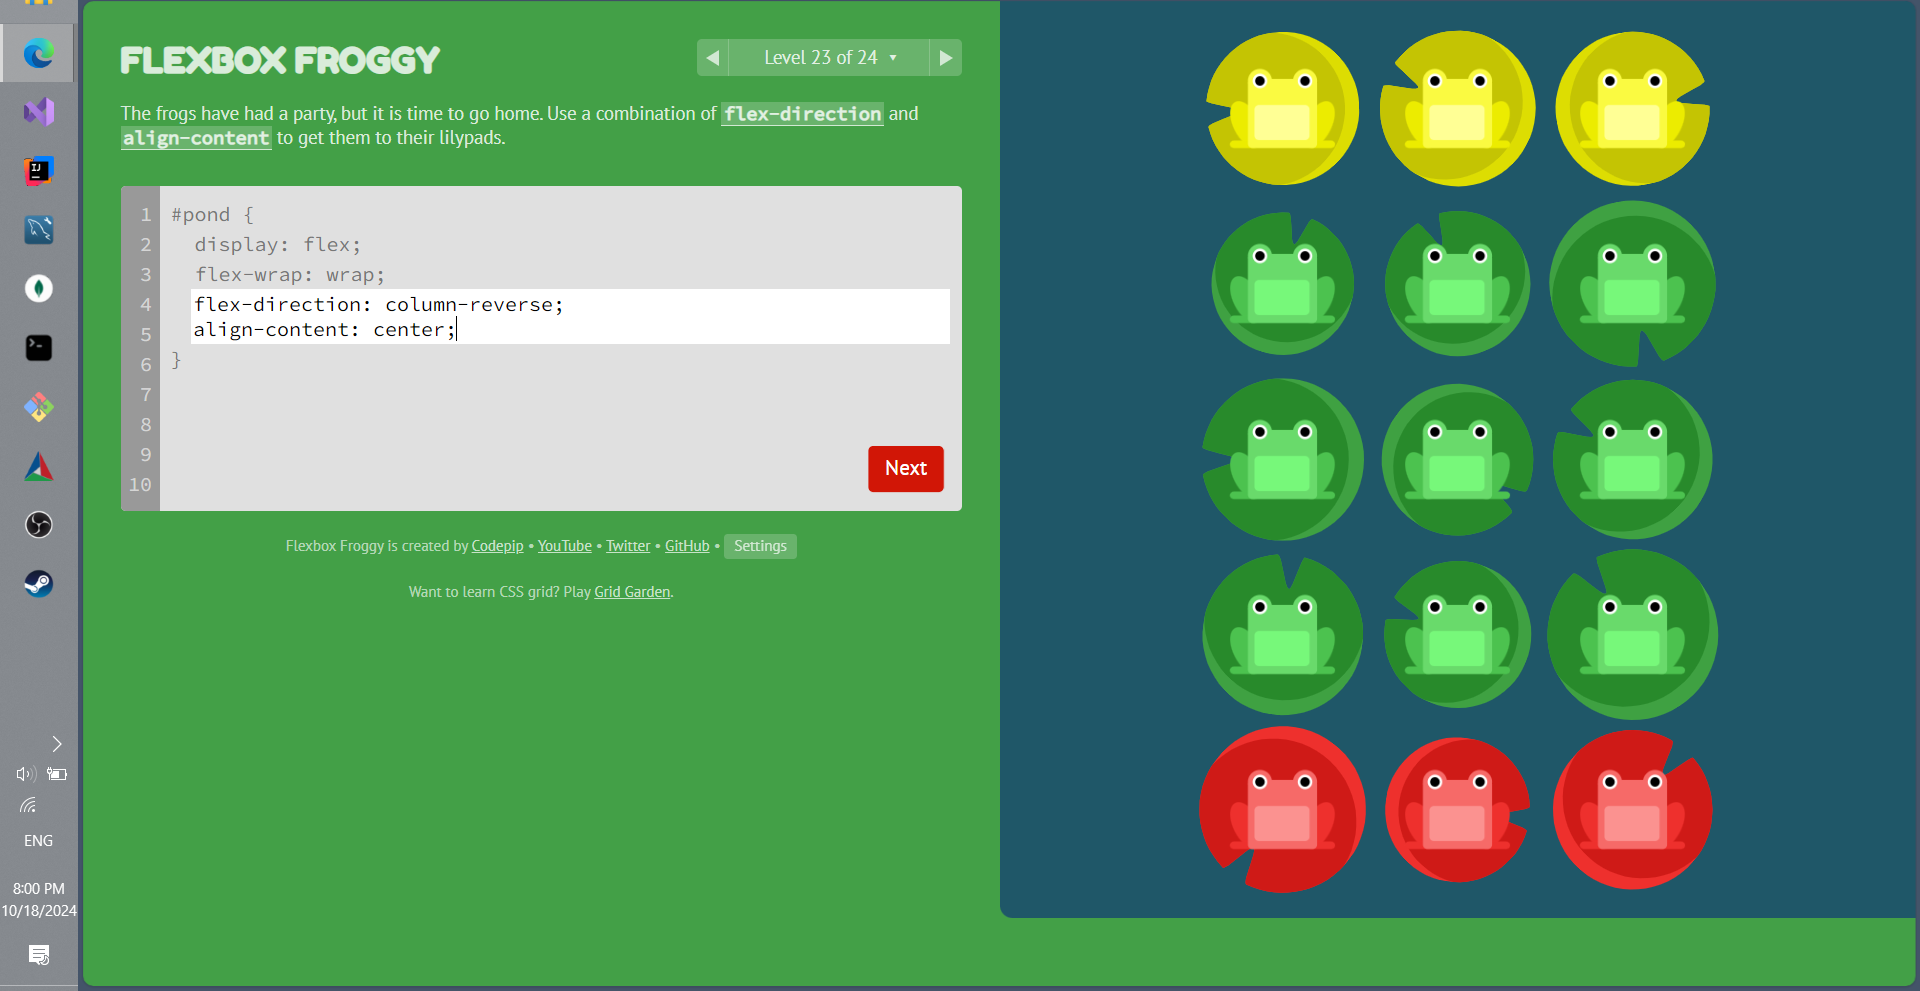 FLEXBOX FROGGY
Level 23 of 24 ▾
The frogs have had a party, but it is time to go home. Use a combination of flex-direction and
align-content to get them to their lilypads.
1 #pond {
2 display: flex;
3 flex-wrap: wrap;
4 flex-direction: column-reverse;
5 align-content: center;
6 }
7
8
9
10
Next
Flexbox Froggy is created by Codepip • YouTube • Twitter • GitHub • Settings
Want to learn CSS grid? Play Grid Garden.
IJ
ENG
8:00 PM
10/18/2024